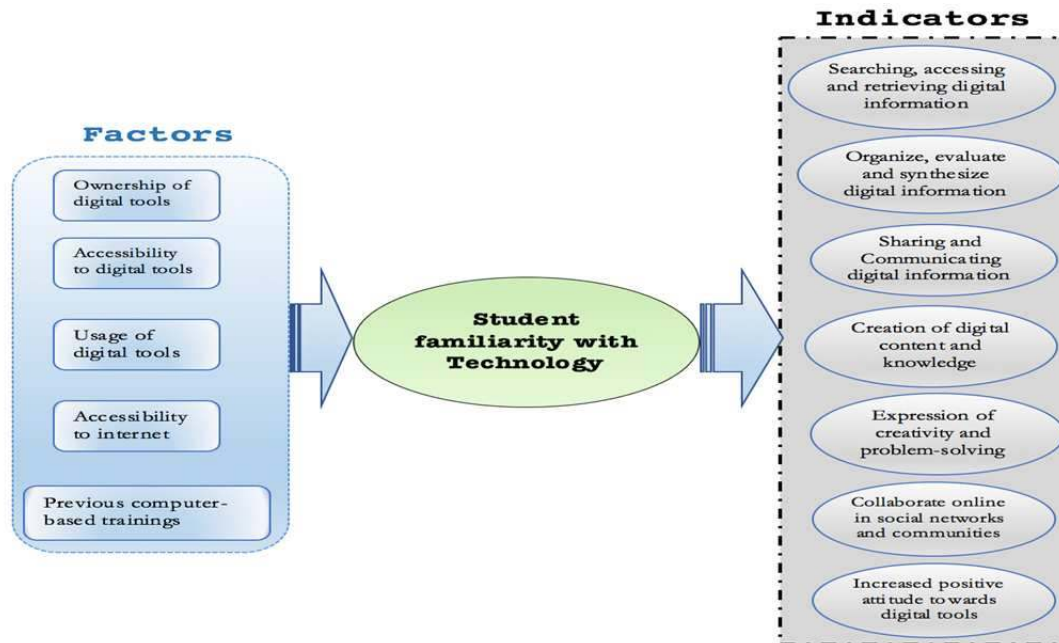 Indicators
Searching, accessing
and retrieving digital
information
Organize, evaluate
and synthesize
digital information
Sharing and
Communicating
digital information
Creation of digital
content and
knowledge
Expression of
creativity and
problem-solving
Collaborate online
in social networks
and communities
Increased positive
attitude towards
digital tools
Factors
Ownership of
digital tools
Accessibility
to digital tools
Usage of
digital tools
Accessibility
to internet
Previous computer-
based trainings
Student
familiarity with
Technology